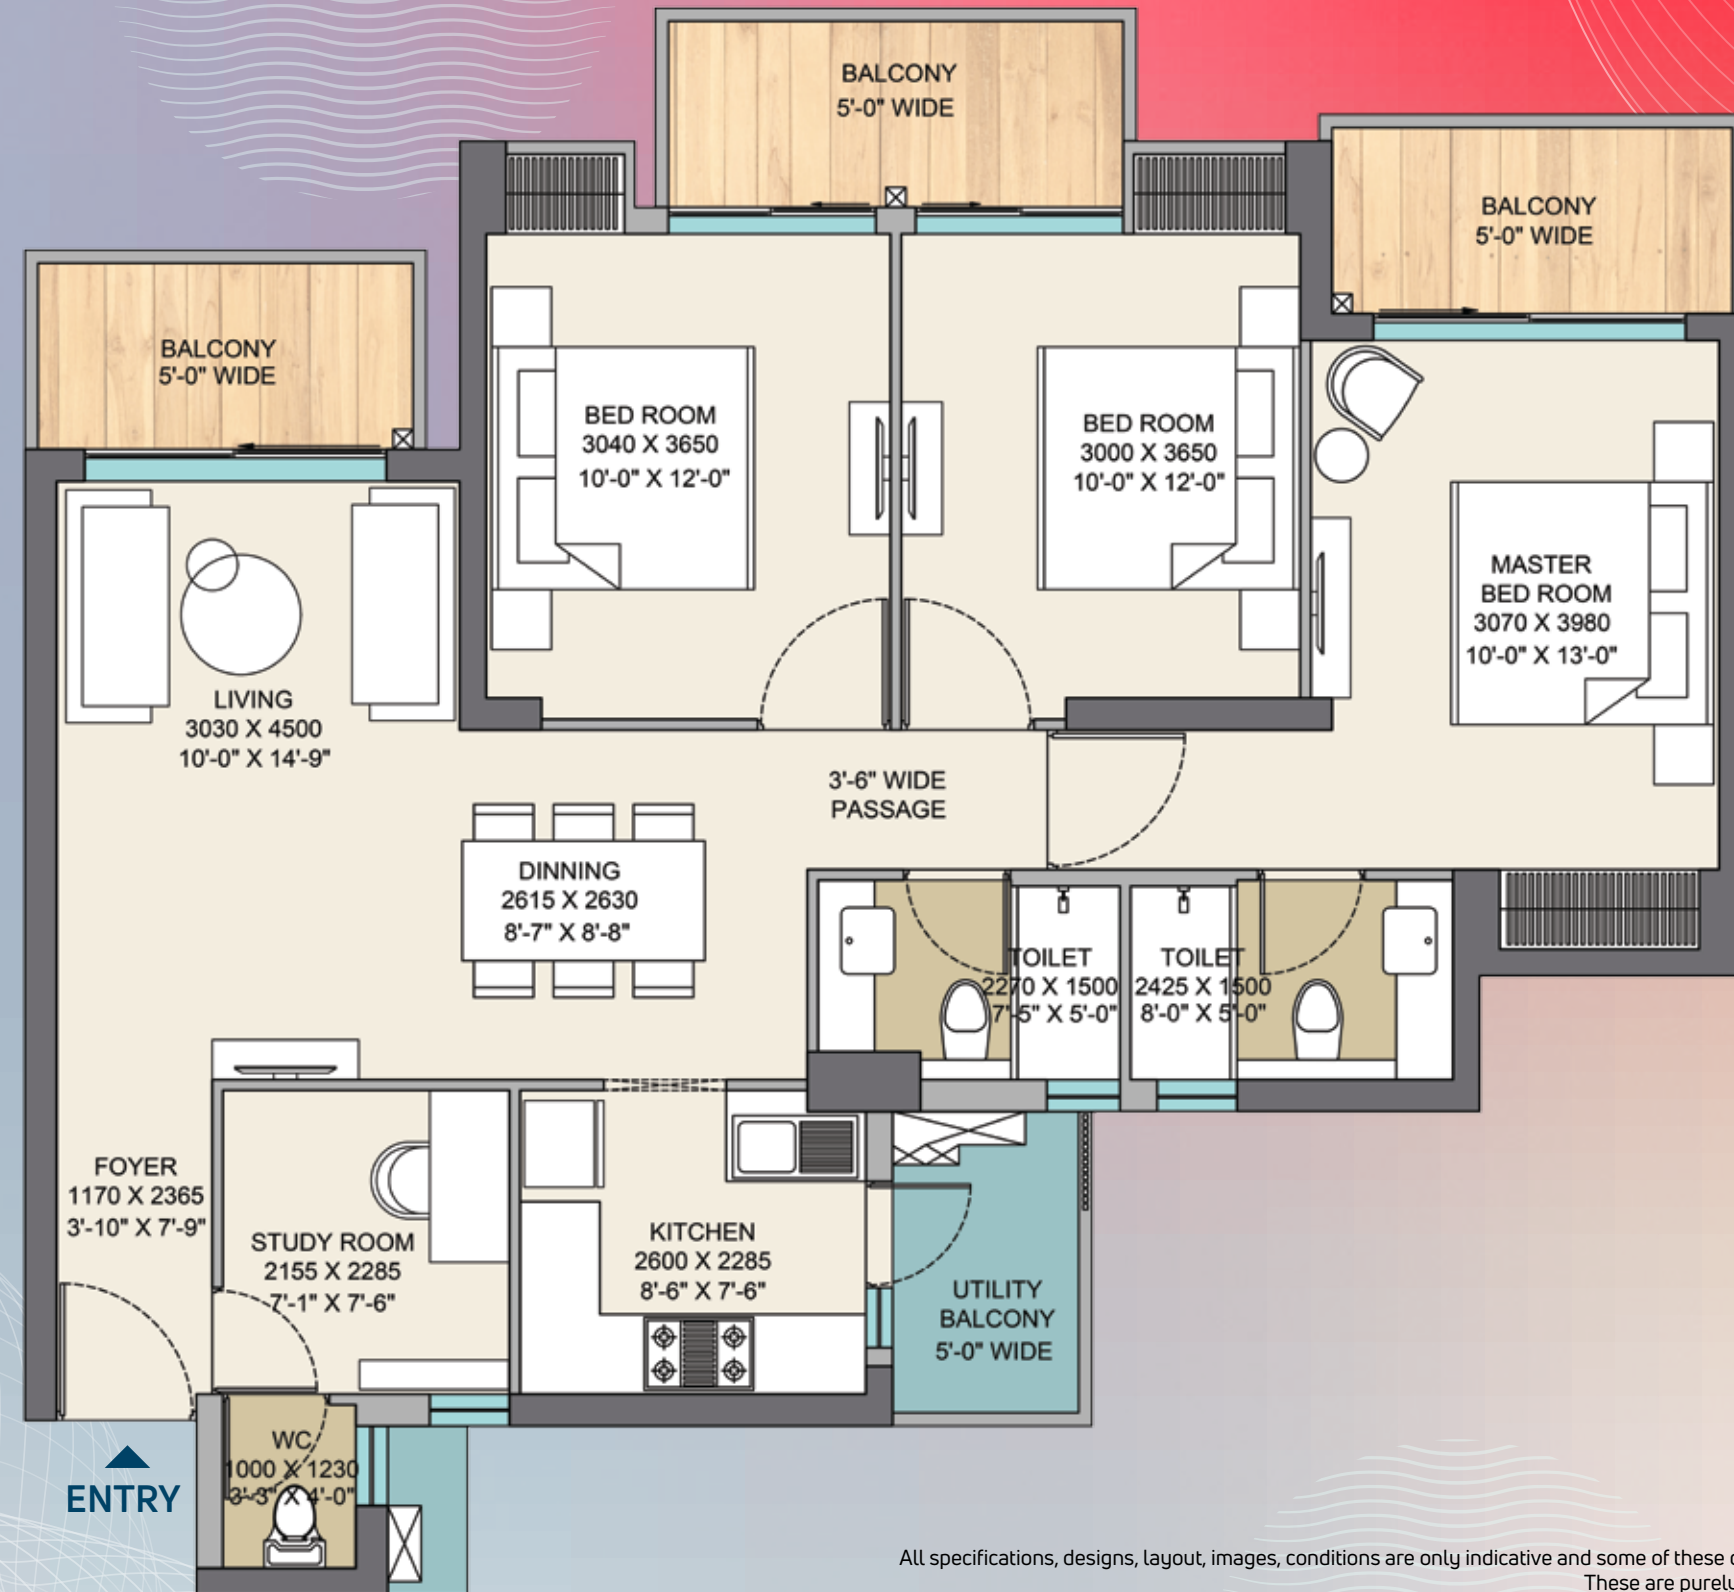 BALCONY
5'-0" WIDE
BALCONY
5'-0" WIDE
BALCONY
5'-0" WIDE
BED ROOM
3040 X 3650
10'-0" X 12'-0"
BED ROOM
3000 X 3650
10'-0" X 12'-0"
MASTER
BED ROOM
3070 X 3980
10'-0" X 13'-0"
LIVING
3030 X 4500
10'-0" X 14'-9"
3'-6" WIDE
PASSAGE
DINNING
2615 X 2630
8'-7" X 8'-8"
TOILET
2270 X 1500
7'-5" X 5'-0"
TOILET
2425 X 1500
8'-0" X 5'-0"
FOYER
1170 X 2365
3'-10" X 7'-9"
STUDY ROOM
2155 X 2285
7'-1" X 7'-6"
KITCHEN
2600 X 2285
8'-6" X 7'-6"
UTILITY
BALCONY
5'-0" WIDE
WC
1000 X 1230
3'-3" X 4'-0"
ENTRY
All specifications, designs, layout, images, conditions are only indicative and some of these
These are purely